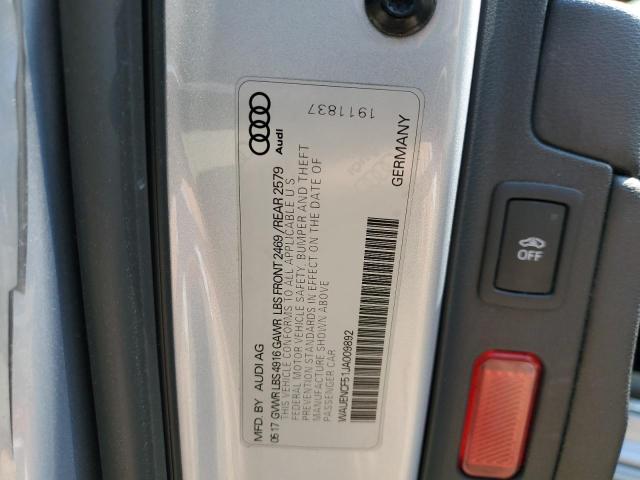 1911837
Audi
MFD. BY AUDI AG
05 17 GVWR LBS 4916 GAWR LBS FRONT 2469 /REAR 2579
THIS VEHICLE CONFORMS TO ALL APPLICABLE U S
FEDERAL MOTOR VEHICLE SAFETY. BUMPER AND THEFT
PREVENTION STANDARDS IN EFFECT ON THE DATE OF
MANUFACTURE SHOWN ABOVE
PASSENGER CAR
WAUENCF51JA009892
GERMANY
OFF